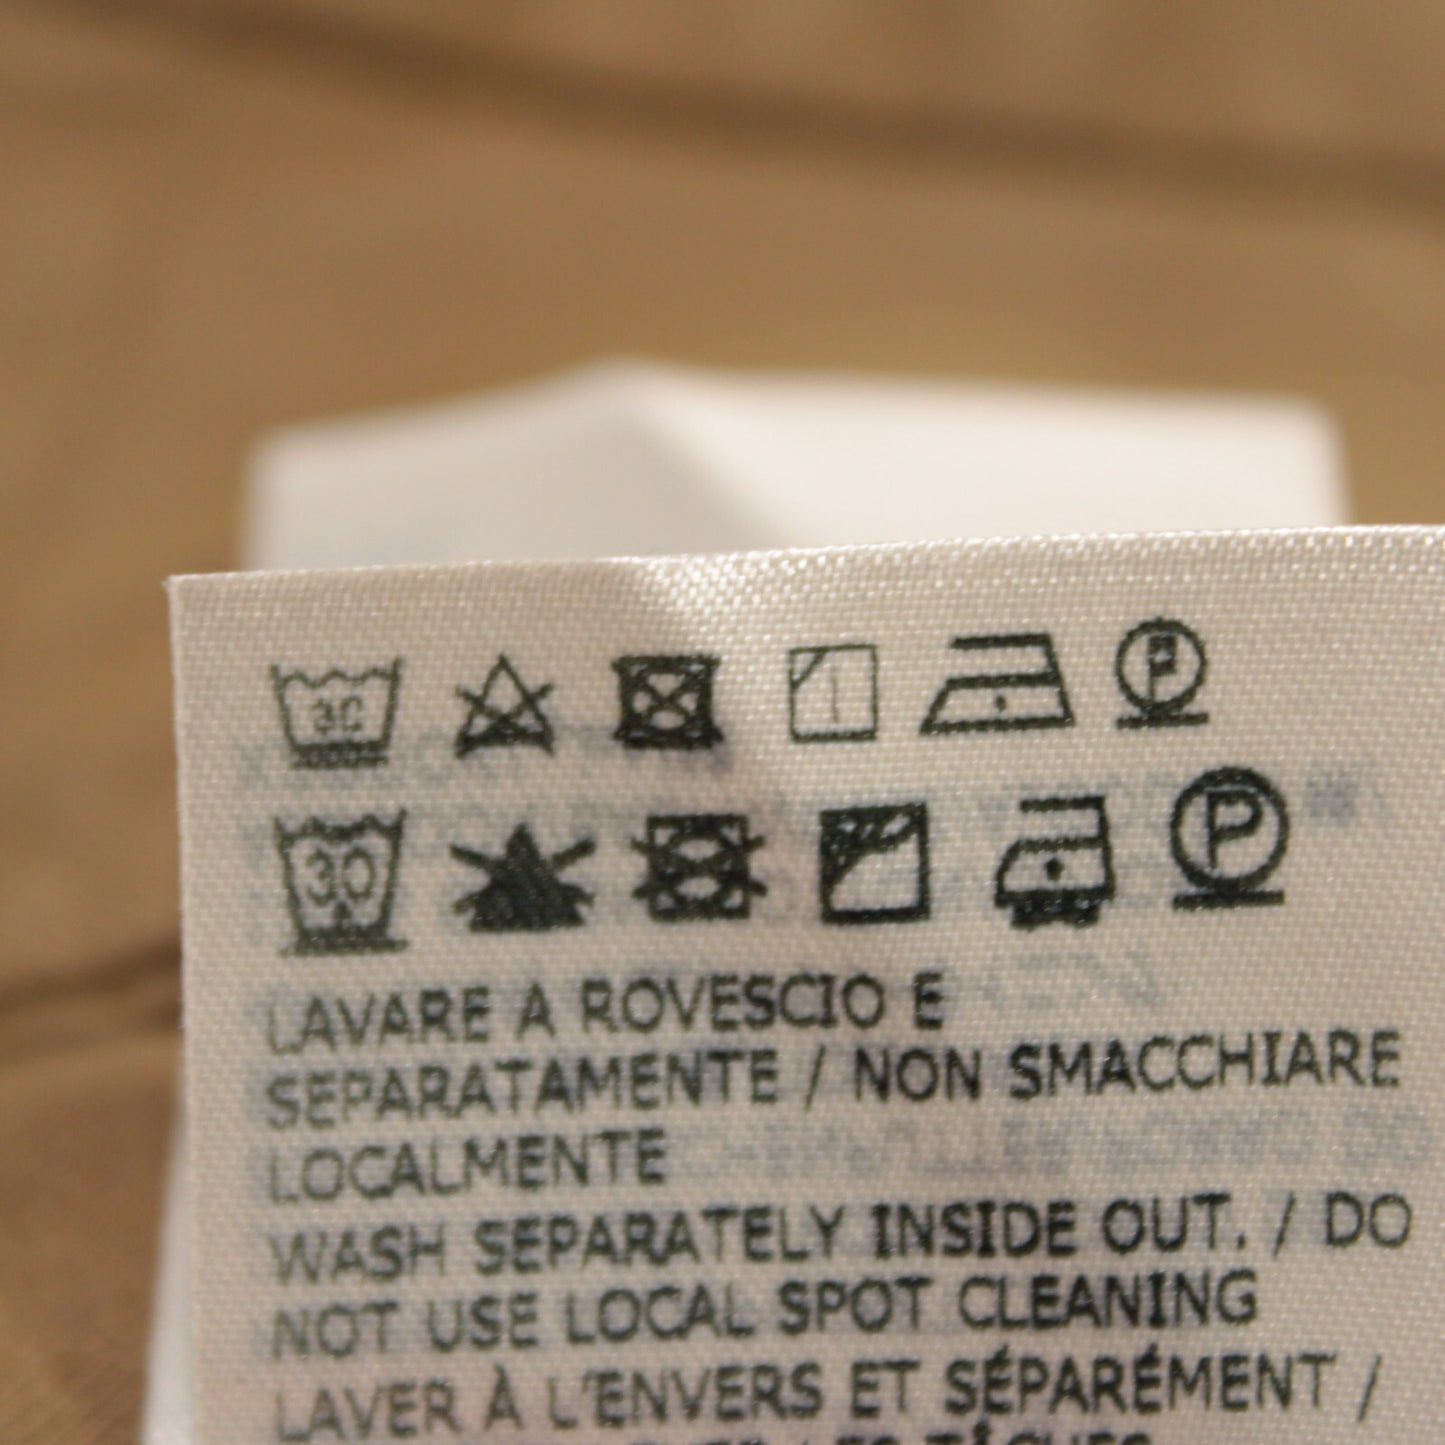 30
P
30
P
LAVARE A ROVESCIO E
SEPARATAMENTE / NON SMACCHIARE
LOCALMENTE
WASH SEPARATELY INSIDE OUT. / DO
NOT USE LOCAL SPOT CLEANING
LAVER À L'ENVERS ET SÉPARÉMENT /